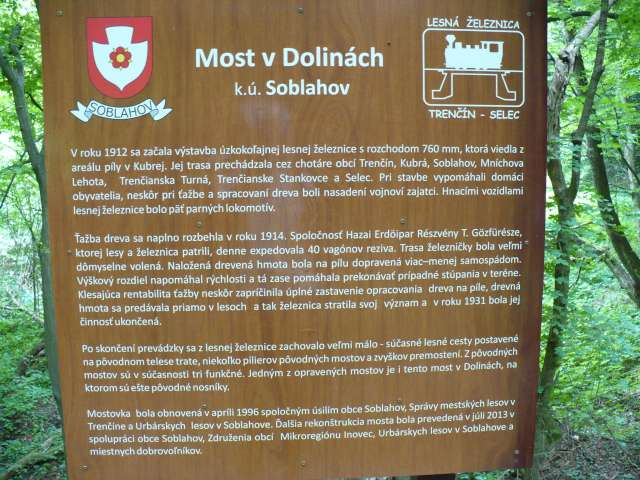 LESNÁ ŽELEZNICA
Most v Dolinách
k.ú. Soblahov
SOBLAHOV
TRENČÍN - SELEC
V roku 1912 sa začala výstavba úzkokoľajnej lesnej železnice s rozchodom 760 mm, ktorá viedla z
areálu píly v Kubrej. Jej trasa prechádzala cez chotáre obcí Trenčín, Kubrá, Soblahov, Mníchova
Lehota, Trenčianska Turná, Trenčianske Stankovce a Selec. Pri stavbe vypomáhali domáci
obyvatelia, neskôr pri ťažbe a spracovaní dreva boli nasadení vojnoví zajatci. Hnacími vozidlami
lesnej železnice bolo päť parných lokomotív.
Ťažba dreva sa naplno rozbehla v roku 1914. Spoločnosť Hazai Erdöipar Részvény T. Gözfürésze,
ktorej lesy a železnica patrili, denne expedovala 40 vagónov reziva. Trasa železničky bola veľmi
dômyselne volená. Naložená drevená hmota bola na pílu dopravená viac–menej samospádom.
Výškový rozdiel napomáhal rýchlosti a tá zase pomáhala prekonávať prípadné stúpania v teréne.
Klesajúca rentabilita ťažby neskôr zapríčinila úplné zastavenie opracovania dreva na píle, drevná
hmota sa predávala priamo v lesoch a tak železnica stratila svoj význam a v roku 1931 bola jej
činnosť ukončená.
Po skončení prevádzky sa z lesnej železnice zachovalo veľmi málo - súčasné lesné cesty postavené
na pôvodnom telese trate, niekoľko pilierov pôvodných mostov a zvyškov premostení. Z pôvodných
mostov sú v súčasnosti tri funkčné. Jedným z opravených mostov je i tento most v Dolinách, na
ktorom sú ešte pôvodné nosníky.
Mostovka bola obnovená v apríli 1996 spoločným úsilím obce Soblahov, Správy mestských lesov v
Trenčíne a Urbárskych lesov v Soblahove. Ďalšia rekonštrukcia mosta bola prevedená v júli 2013 v
spolupráci obce Soblahov, Združenia obcí Mikroregiónu Inovec, Urbárskych lesov v Soblahove a
miestnych dobrovoľníkov.